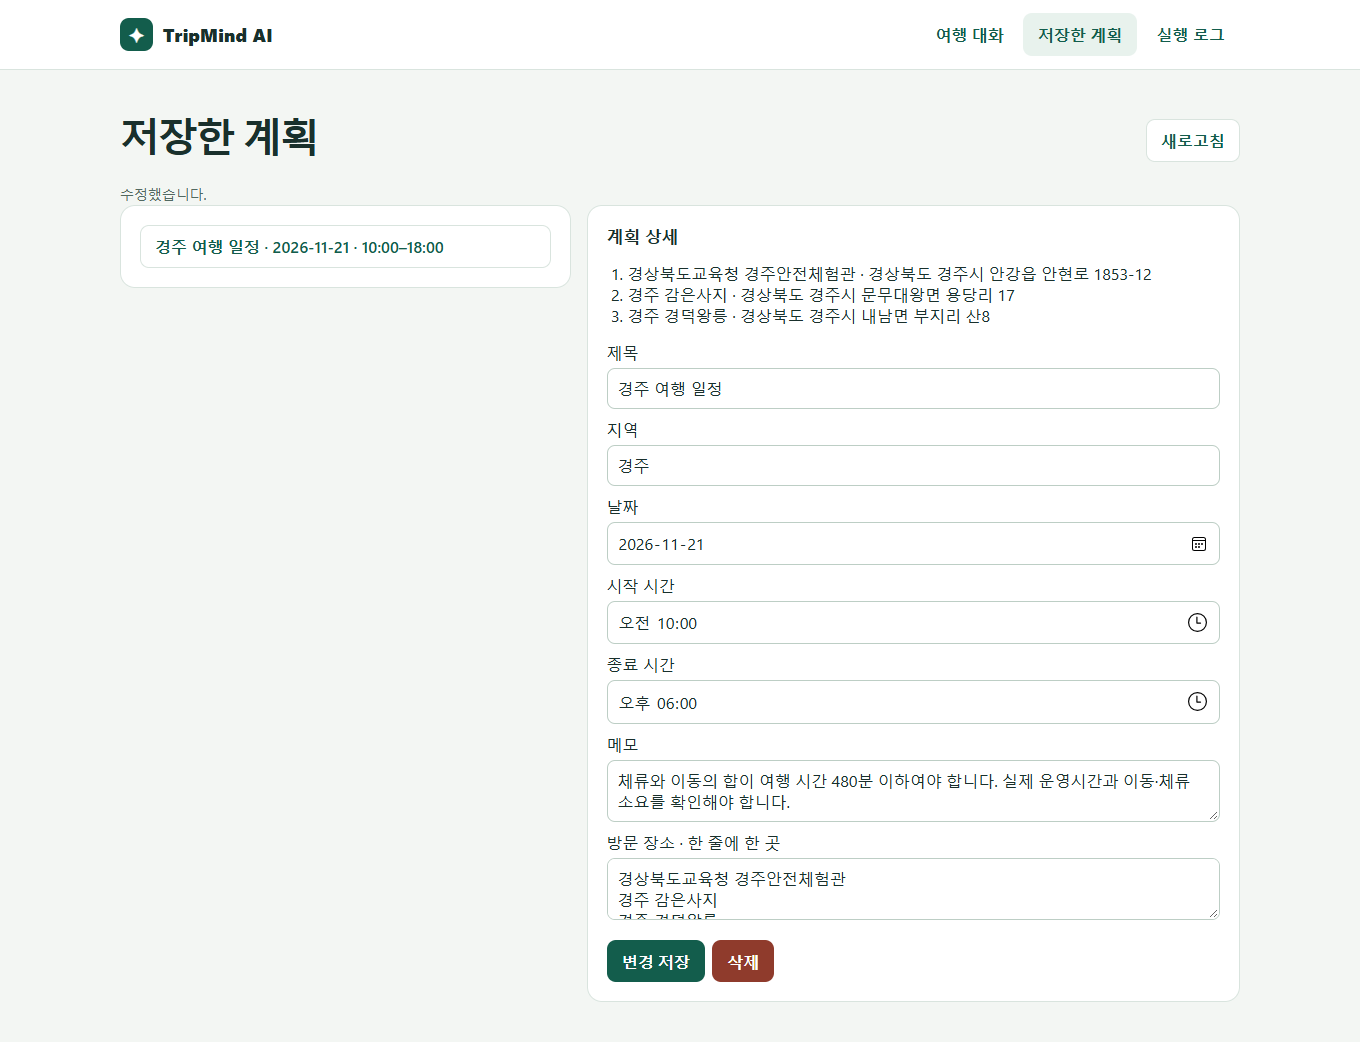 TripMind AI
여행 대화
저장한 계획
실행 로그
저장한 계획
새로고침
수정했습니다.
경주 여행 일정 · 2026-11-21 · 10:00–18:00
계획 상세
1. 경상북도교육청 경주안전체험관 · 경상북도 경주시 안강읍 안현로 1853-12
2. 경주 감은사지 · 경상북도 경주시 문무대왕면 용당리 17
3. 경주 경덕왕릉 · 경상북도 경주시 내남면 부지리 산8
제목
경주 여행 일정
지역
경주
날짜
2026-11-21
시작 시간
오전 10:00
종료 시간
오후 06:00
메모
체류와 이동의 합이 여행 시간 480분 이하여야 합니다. 실제 운영시간과 이동·체류
소요를 확인해야 합니다.
방문 장소 · 한 줄에 한 곳
경상북도교육청 경주안전체험관
경주 감은사지
경주 경덕왕릉
변경 저장
삭제